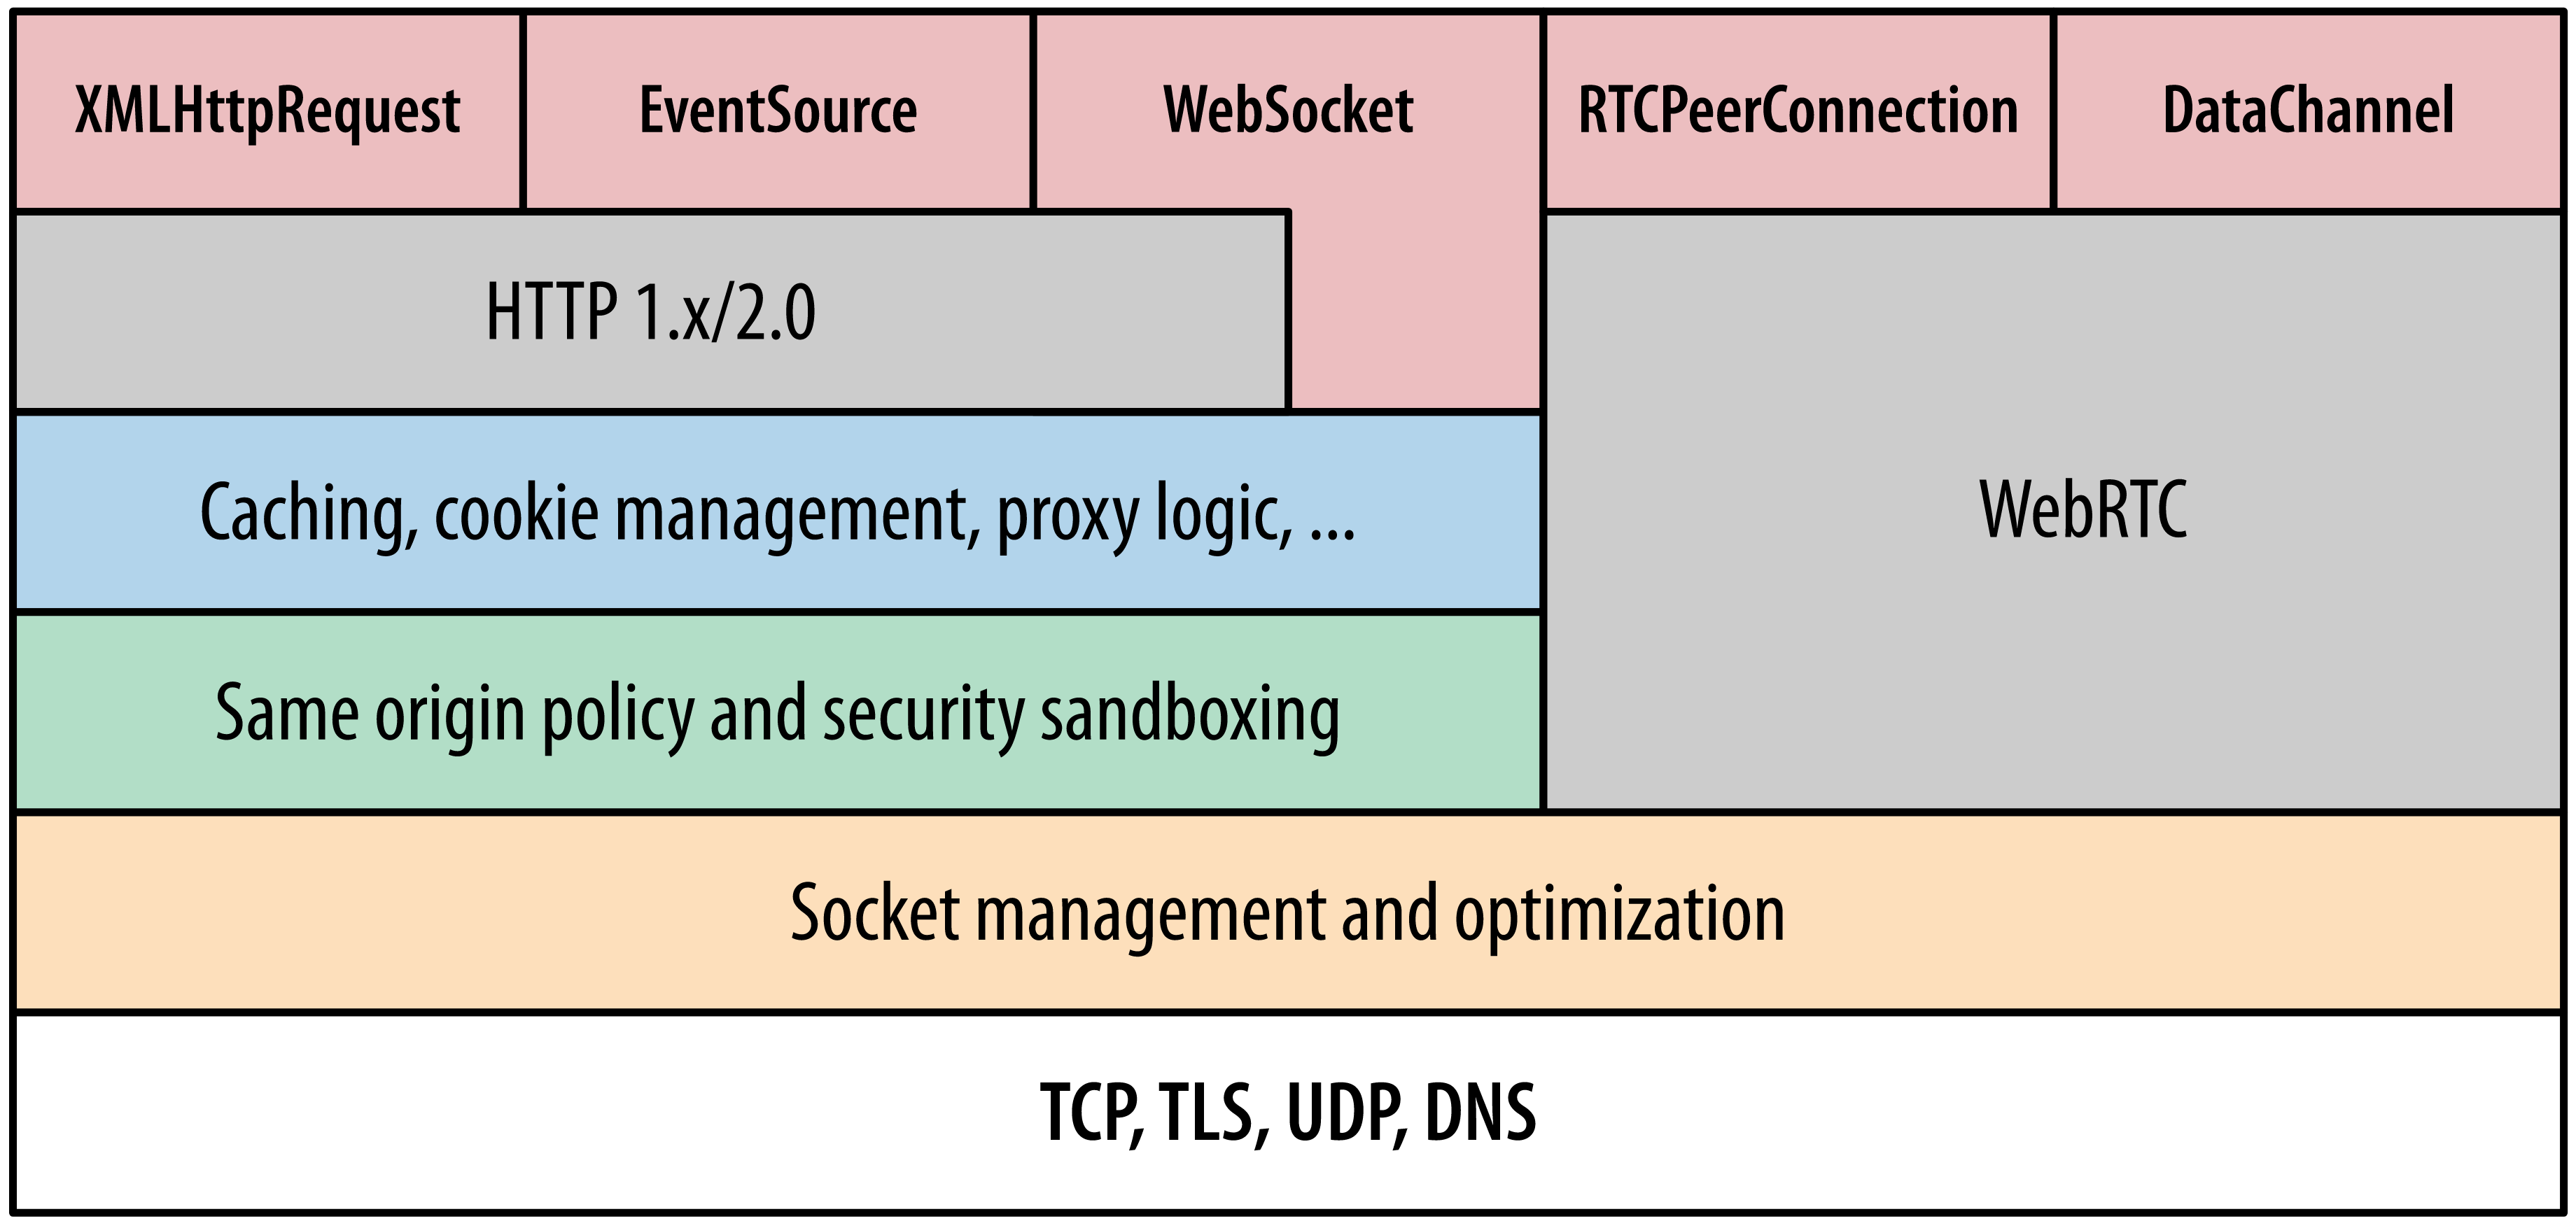 XMLHttpRequest
EventSource
WebSocket
RTCPeerConnection
DataChannel
HTTP 1.x/2.0
Caching, cookie management, proxy logic, ...
WebRTC
Same origin policy and security sandboxing
Socket management and optimization
TCP, TLS, UDP, DNS